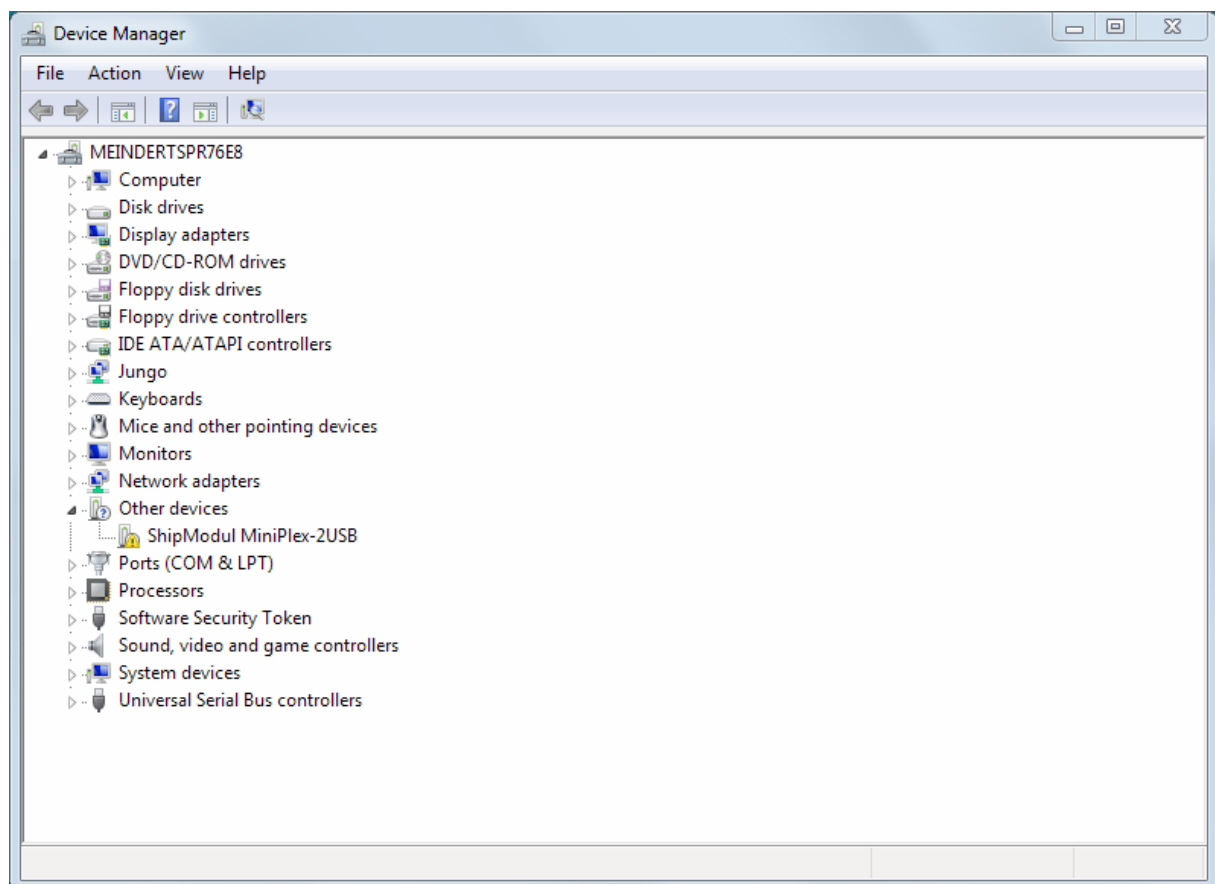 Device Manager
File Action View Help
MEINDERTSPR76E8
Computer
Disk drives
Display adapters
DVD/CD-ROM drives
Floppy disk drives
Floppy drive controllers
IDE ATA/ATAPI controllers
Jungo
Keyboards
Mice and other pointing devices
Monitors
Network adapters
Other devices
ShipModul MiniPlex-2USB
Ports (COM & LPT)
Processors
Software Security Token
Sound, video and game controllers
System devices
Universal Serial Bus controllers